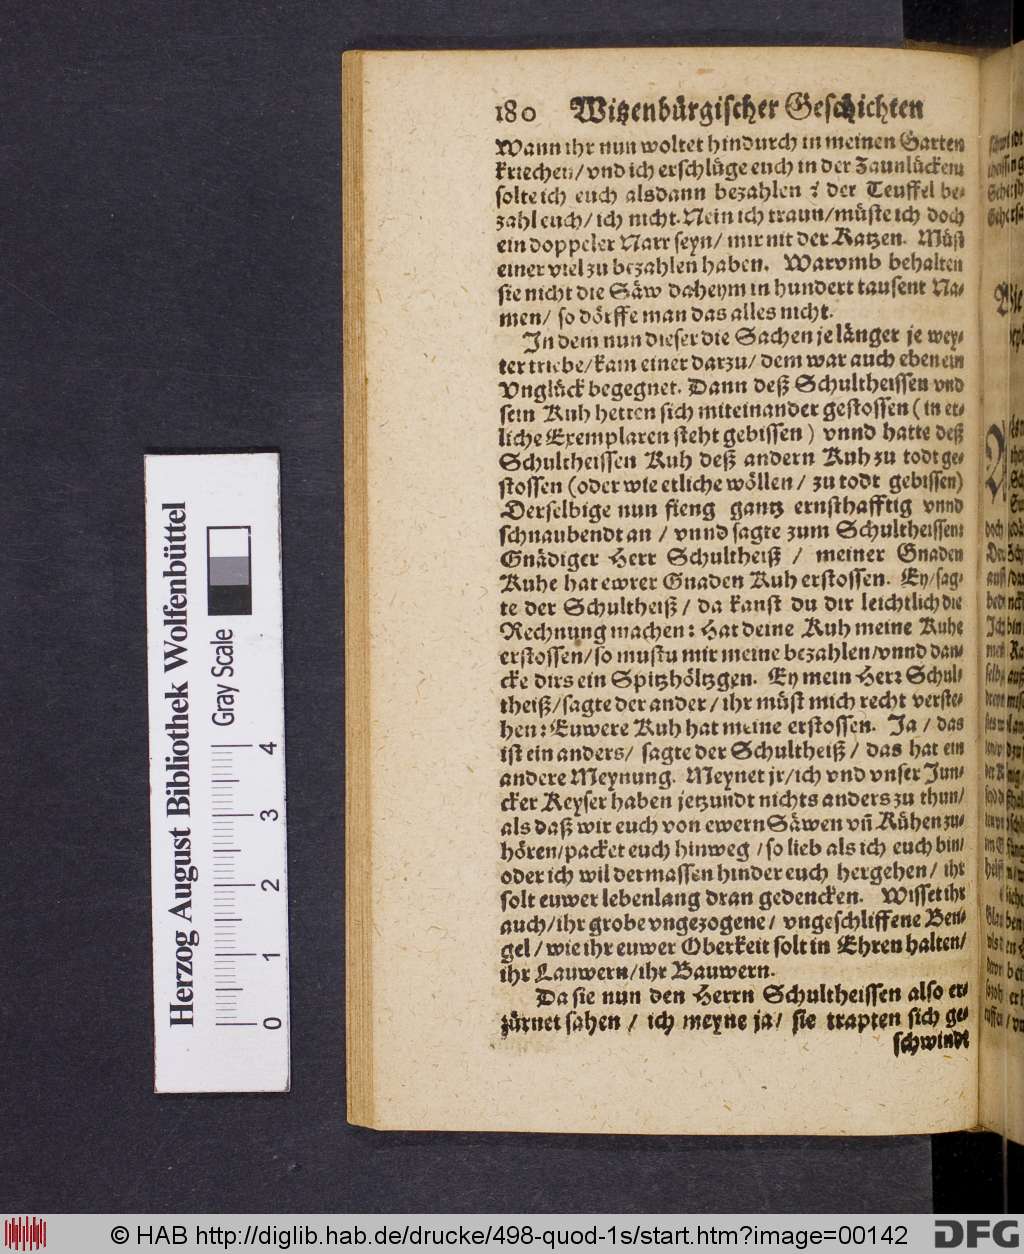 180 Witzenbürgischer Geschichten
Wann ihr nun woltet hindurch in meinen Garten
kriechen/ vnd ich erschlüge euch in der Zaunlücken:
solte ich euch alsdann bezahlen? der Teuffel be-
zahl euch/ ich nicht. Nein ich traun/ müste ich doch
ein doppeler Narr seyn/ mir nit der Katzen. Müst
einer viel zu bezahlen haben. Warvmb behalten
sie nicht die Säw daheym in hundert tausent Na-
men/ so dörffe man das alles nicht.
In dem nun dieser die Sachen je länger je wey-
ter triebe/ kam einer darzu/ dem war auch eben ein
Vnglück begegnet. Dann deß Schultheissen vnd
sein Kuh hetten sich miteinander gestossen (in et-
liche Exemplaren steht gebissen) vnnd hatte deß
Schultheissen Kuh deß andern Kuh zu todt ge-
stossen (oder wie etliche wöllen/ zu todt gebissen)
Derselbige nun fieng gantz ernsthafftig vnnd
schnaubendt an / vnnd sagte zum Schultheissen:
Gnädiger Herr Schultheiß / meiner Gnaden
Kuhe hat ewrer Gnaden Kuh erstossen. Ey/ sag-
te der Schultheiß / da kanst du dir leichtlich die
Rechnung machen: Hat deine Kuh meine Kuhe
erstossen/ so mustu mir meine bezahlen/ vnnd dan-
cke dirs ein Spitzhöltzgen. Ey mein Herr Schul-
theiß/ sagte der ander / ihr müst mich recht verste-
hen: Euwere Kuh hat meine erstossen. Ja / das
ist ein anders/ sagte der Schultheiß / das hat ein
andere Meynung. Meynet jr/ ich vnd vnser Jun-
cker Keyser haben jetzundt nichts anders zu thun/
als daß wir euch von ewern Säwen vñ Kühen zu-
hören/ packet euch hinweg / so lieb als ich euch bin/
oder ich wil dermassen hinder euch hergehen / ihr
solt euwer lebenlang dran gedencken. Wisset ihr
auch/ ihr grobe vngezogene/ vngeschliffene Ben-
gel / wie ihr euwer Oberkeit solt in Ehren halten/
ihr Lauwern/ ihr Bauwern.
Da sie nun den Herrn Schultheissen also er-
zürnet sahen / ich meyne ja/ sie trapten sich ge-
schwindt
Herzog August Bibliothek Wolfenbüttel
Gray Scale
0 1 2 3 4
© HAB http://diglib.hab.de/drucke/498-quod-1s/start.htm?image=00142
DFG